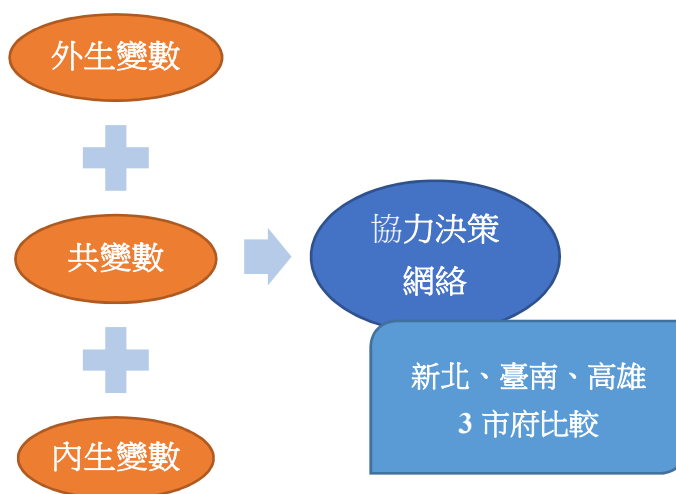 外生變數
共變數
內生變數
協力決策
網絡
新北、臺南、高雄
3 市府比較